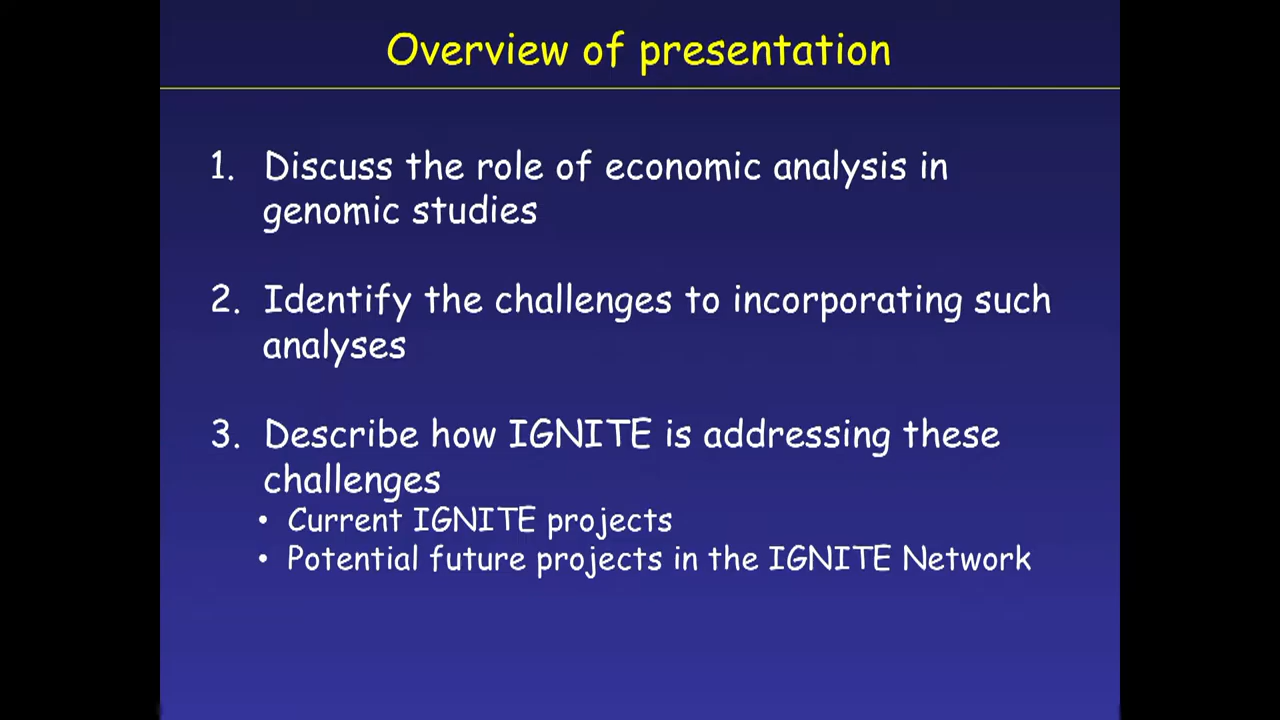 Overview of presentation
1. Discuss the role of economic analysis in
genomic studies
2. Identify the challenges to incorporating such
analyses
3. Describe how IGNITE is addressing these
challenges
• Current IGNITE projects
• Potential future projects in the IGNITE Network